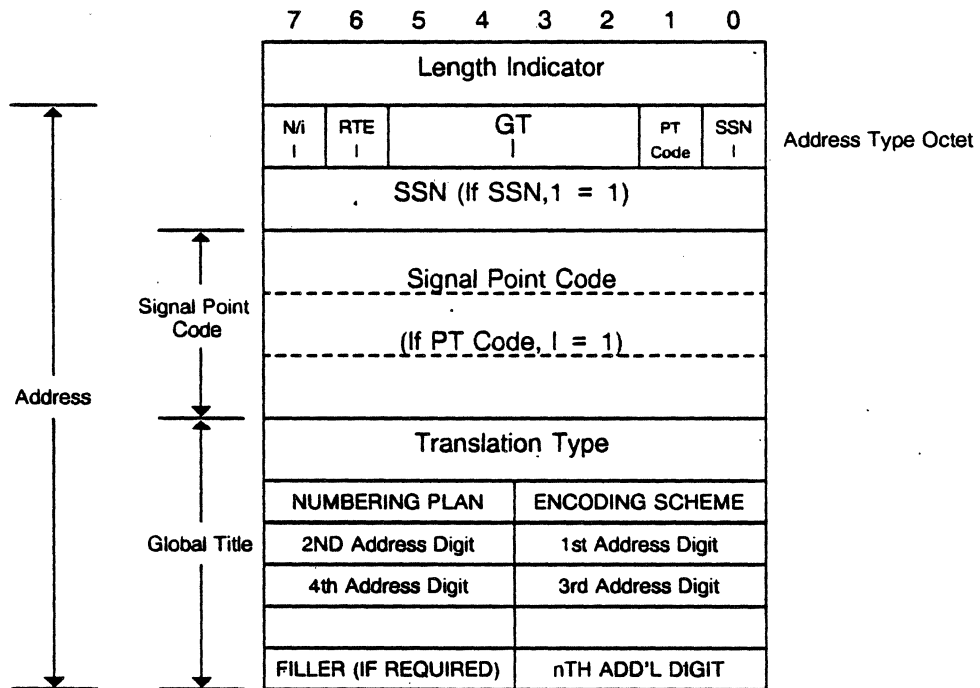 7 6 5 4 3 2 1 0
Length Indicator
N/i RTE GT PT SSN
I I I Code I
Address Type Octet
SSN (If SSN,1 = 1)
Signal Point Code
Signal Point
Code
(If PT Code, I = 1)
Address
Translation Type
NUMBERING PLAN ENCODING SCHEME
Global Title
2ND Address Digit 1st Address Digit
4th Address Digit 3rd Address Digit
FILLER (IF REQUIRED) nTH ADD'L DIGIT